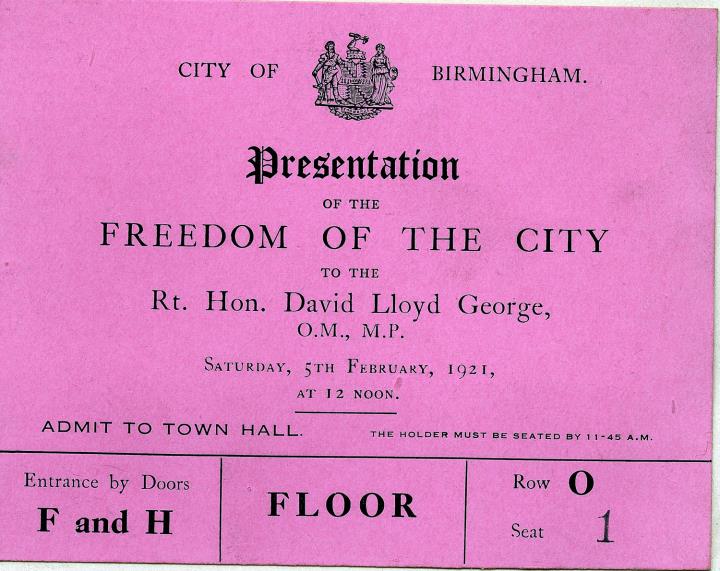 CITY OF BIRMINGHAM.
Presentation
OF THE
FREEDOM OF THE CITY
TO THE
Rt. Hon. David Lloyd George,
O.M., M.P.
SATURDAY, 5TH FEBRUARY, 1921,
AT 12 NOON.
ADMIT TO TOWN HALL. THE HOLDER MUST BE SEATED BY 11-45 A.M.
Entrance by Doors
F and H
FLOOR
Row O
Seat 1